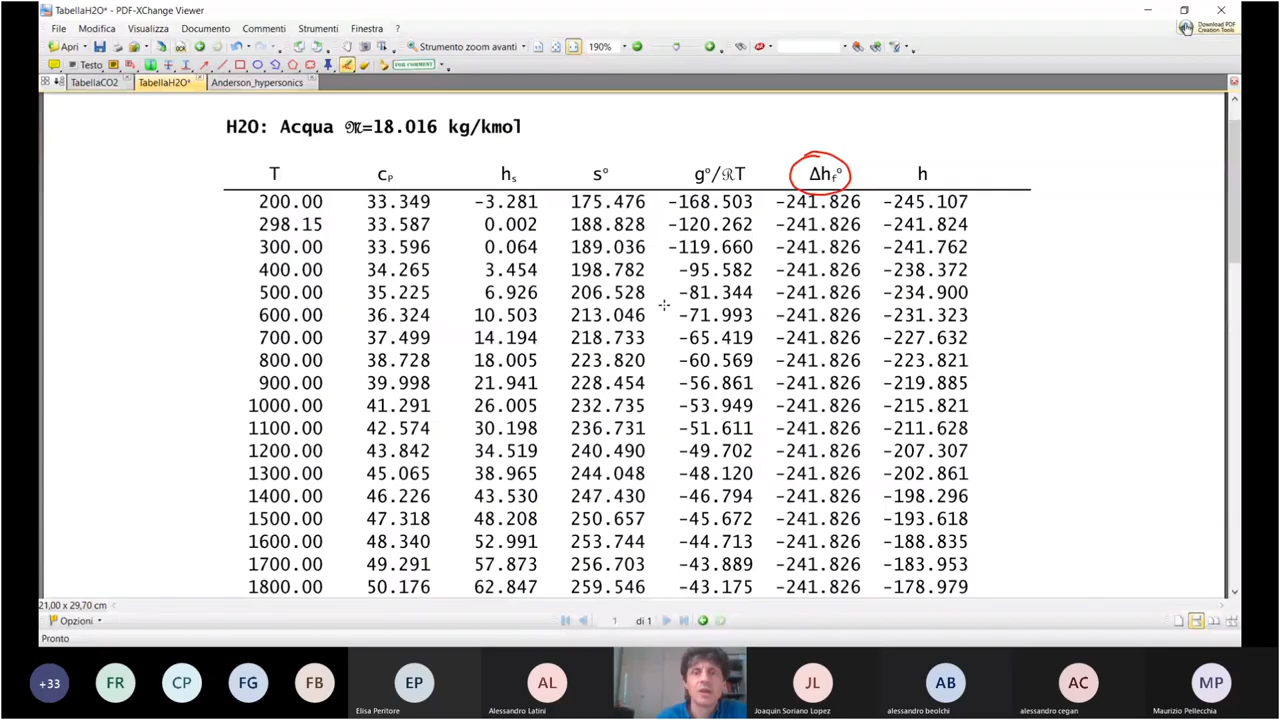 TabellaH2O* - PDF-XChange Viewer
File Modifica Visualizza Documento Commenti Strumenti Finestra ?
DOWNLOAD PDF
CREATION TOOLS
Apri Strumento zoom avanti 190%
Testo FOR COMMENT
TabellaCO2 TabellaH2O* Anderson_hypersonics
H2O: Acqua 𝔐=18.016 kg/kmol
T cₚ hₛ s° g°/ℛT Δh_f° h
200.00 33.349 -3.281 175.476 -168.503 -241.826 -245.107
298.15 33.587 0.002 188.828 -120.262 -241.826 -241.824
300.00 33.596 0.064 189.036 -119.660 -241.826 -241.762
400.00 34.265 3.454 198.782 -95.582 -241.826 -238.372
500.00 35.225 6.926 206.528 -81.344 -241.826 -234.900
600.00 36.324 10.503 213.046 -71.993 -241.826 -231.323
700.00 37.499 14.194 218.733 -65.419 -241.826 -227.632
800.00 38.728 18.005 223.820 -60.569 -241.826 -223.821
900.00 39.998 21.941 228.454 -56.861 -241.826 -219.885
1000.00 41.291 26.005 232.735 -53.949 -241.826 -215.821
1100.00 42.574 30.198 236.731 -51.611 -241.826 -211.628
1200.00 43.842 34.519 240.490 -49.702 -241.826 -207.307
1300.00 45.065 38.965 244.048 -48.120 -241.826 -202.861
1400.00 46.226 43.530 247.430 -46.794 -241.826 -198.296
1500.00 47.318 48.208 250.657 -45.672 -241.826 -193.618
1600.00 48.340 52.991 253.744 -44.713 -241.826 -188.835
1700.00 49.291 57.873 256.703 -43.889 -241.826 -183.953
1800.00 50.176 62.847 259.546 -43.175 -241.826 -178.979
21,00 x 29,70 cm
Opzioni 1 di 1
Pronto
+33 FR CP FG FB EP AL JL AB AC MP
Elisa Peritore Alessandro Latini Joaquin Soriano Lopez alessandro beolchi alessandro cegan Maurizio Pellecchia